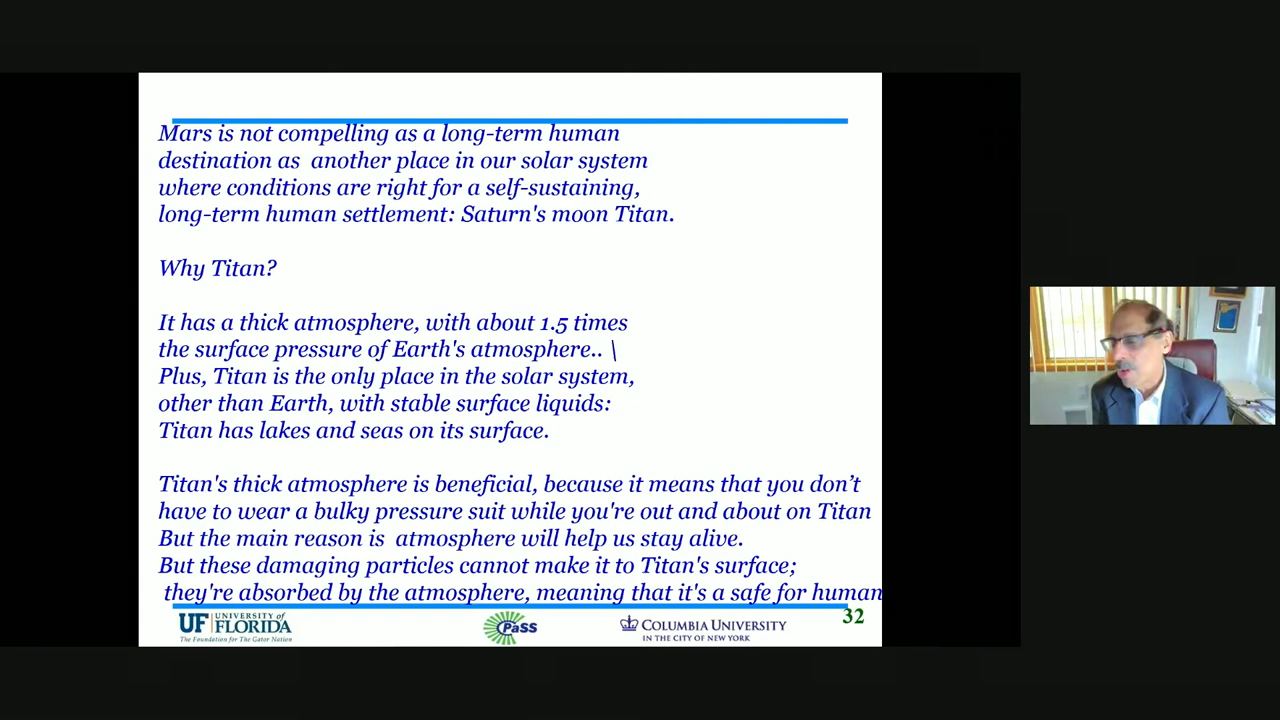 Mars is not compelling as a long-term human
destination as another place in our solar system
where conditions are right for a self-sustaining,
long-term human settlement: Saturn's moon Titan.
Why Titan?
It has a thick atmosphere, with about 1.5 times
the surface pressure of Earth's atmosphere.. \
Plus, Titan is the only place in the solar system,
other than Earth, with stable surface liquids:
Titan has lakes and seas on its surface.
Titan's thick atmosphere is beneficial, because it means that you don't
have to wear a bulky pressure suit while you're out and about on Titan
But the main reason is atmosphere will help us stay alive.
But these damaging particles cannot make it to Titan's surface;
they're absorbed by the atmosphere, meaning that it's a safe for human
32
UF UNIVERSITY of
FLORIDA
The Foundation for The Gator Nation
CPaSS
COLUMBIA UNIVERSITY
IN THE CITY OF NEW YORK